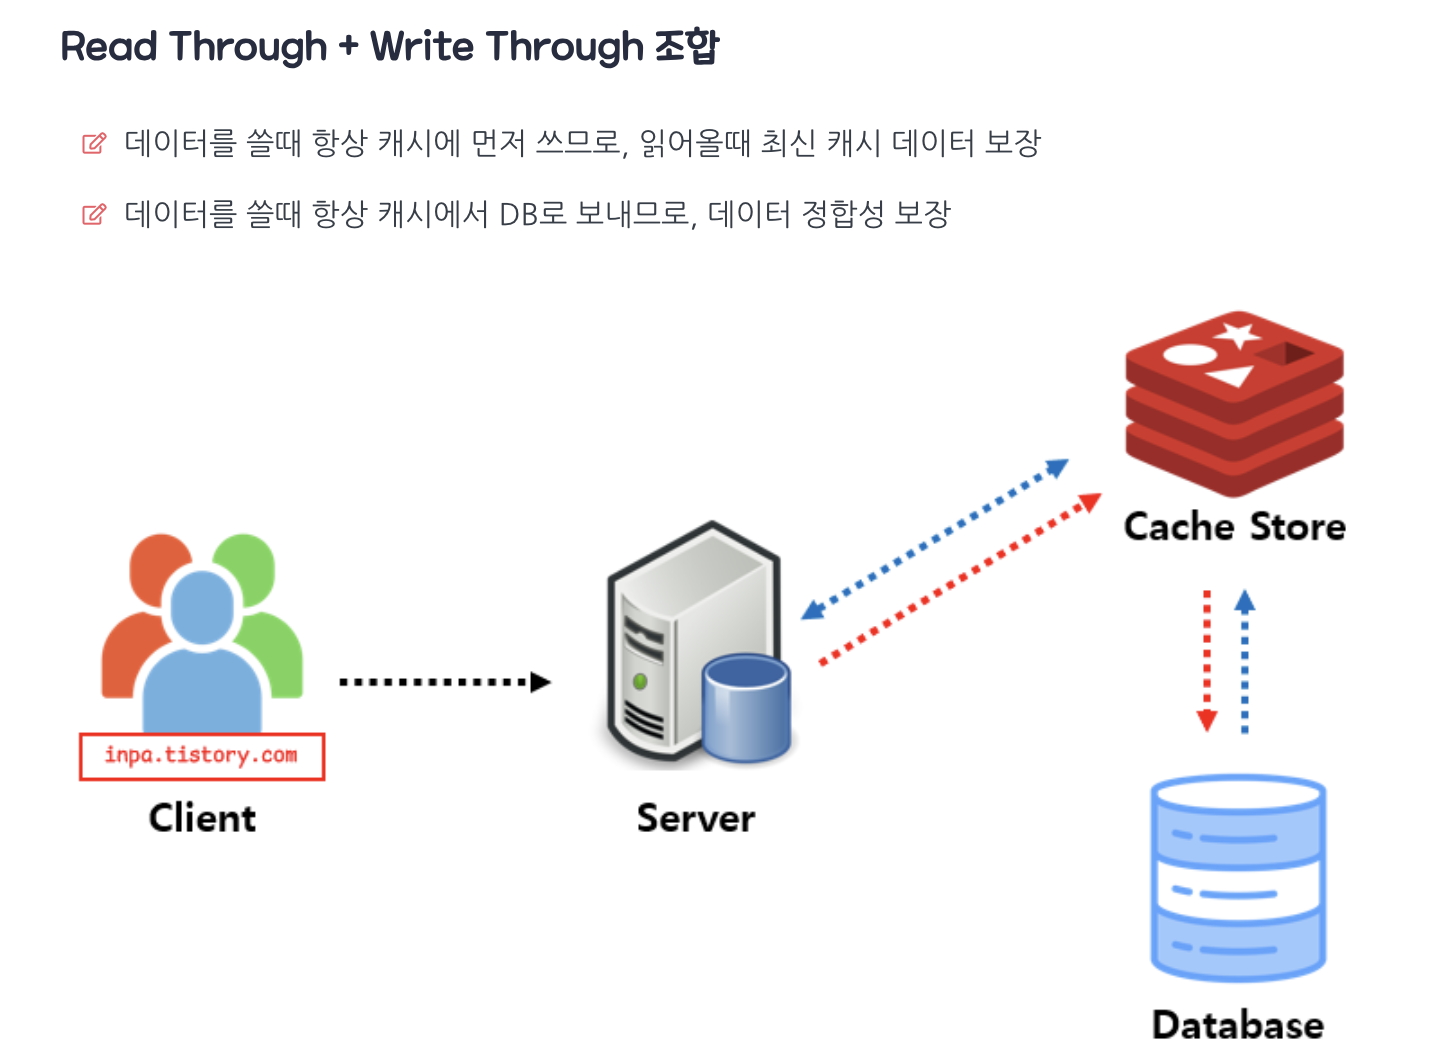 Read Through + Write Through 조합
데이터를 쓸때 항상 캐시에 먼저 쓰므로, 읽어올때 최신 캐시 데이터 보장
데이터를 쓸때 항상 캐시에서 DB로 보내므로, 데이터 정합성 보장
Cache Store
inpa.tistory.com
Client
Server
Database